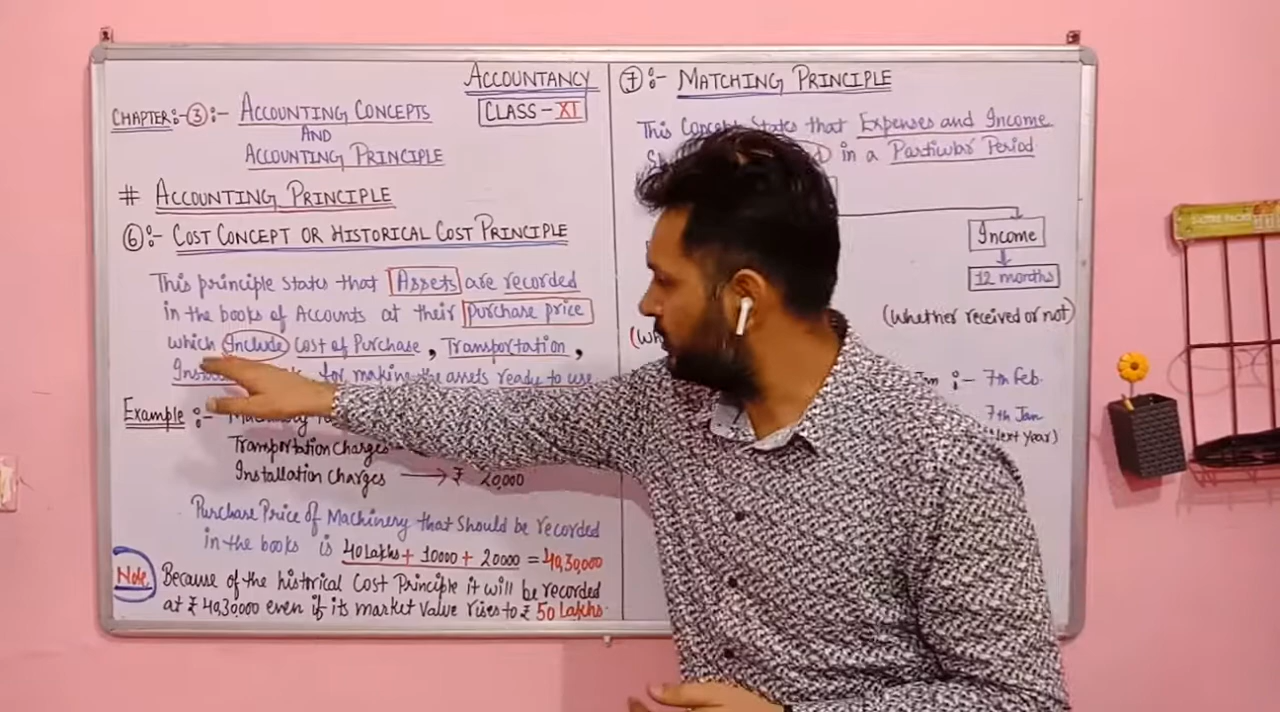 ACCOUNTANCY
CLASS - XI
CHAPTER :- 3 :- ACCOUNTING CONCEPTS
AND
ACCOUNTING PRINCIPLE
# ACCOUNTING PRINCIPLE
6 :- COST CONCEPT OR HISTORICAL COST PRINCIPLE
This principle states that Assets are recorded
in the books of Accounts at their purchase price
which Include Cost of Purchase, Transportation,
for making the assets ready to use
Example :-
Transportation Charges
Installation Charges → ₹ 20,000
Purchase Price of Machinery that should be recorded
in the books is 40 Lakhs + 10000 + 20000 = 40,30,000
Note Because of the historical Cost Principle it will be recorded
at ₹ 40,30,000 even if its market Value rises to ₹ 50 Lakhs.
7 :- MATCHING PRINCIPLE
This Concept States that Expenses and Income
in a Particular Period
Income
12 months
(Whether received or not)
:- 7th Feb.
7th Jan
(Next year)